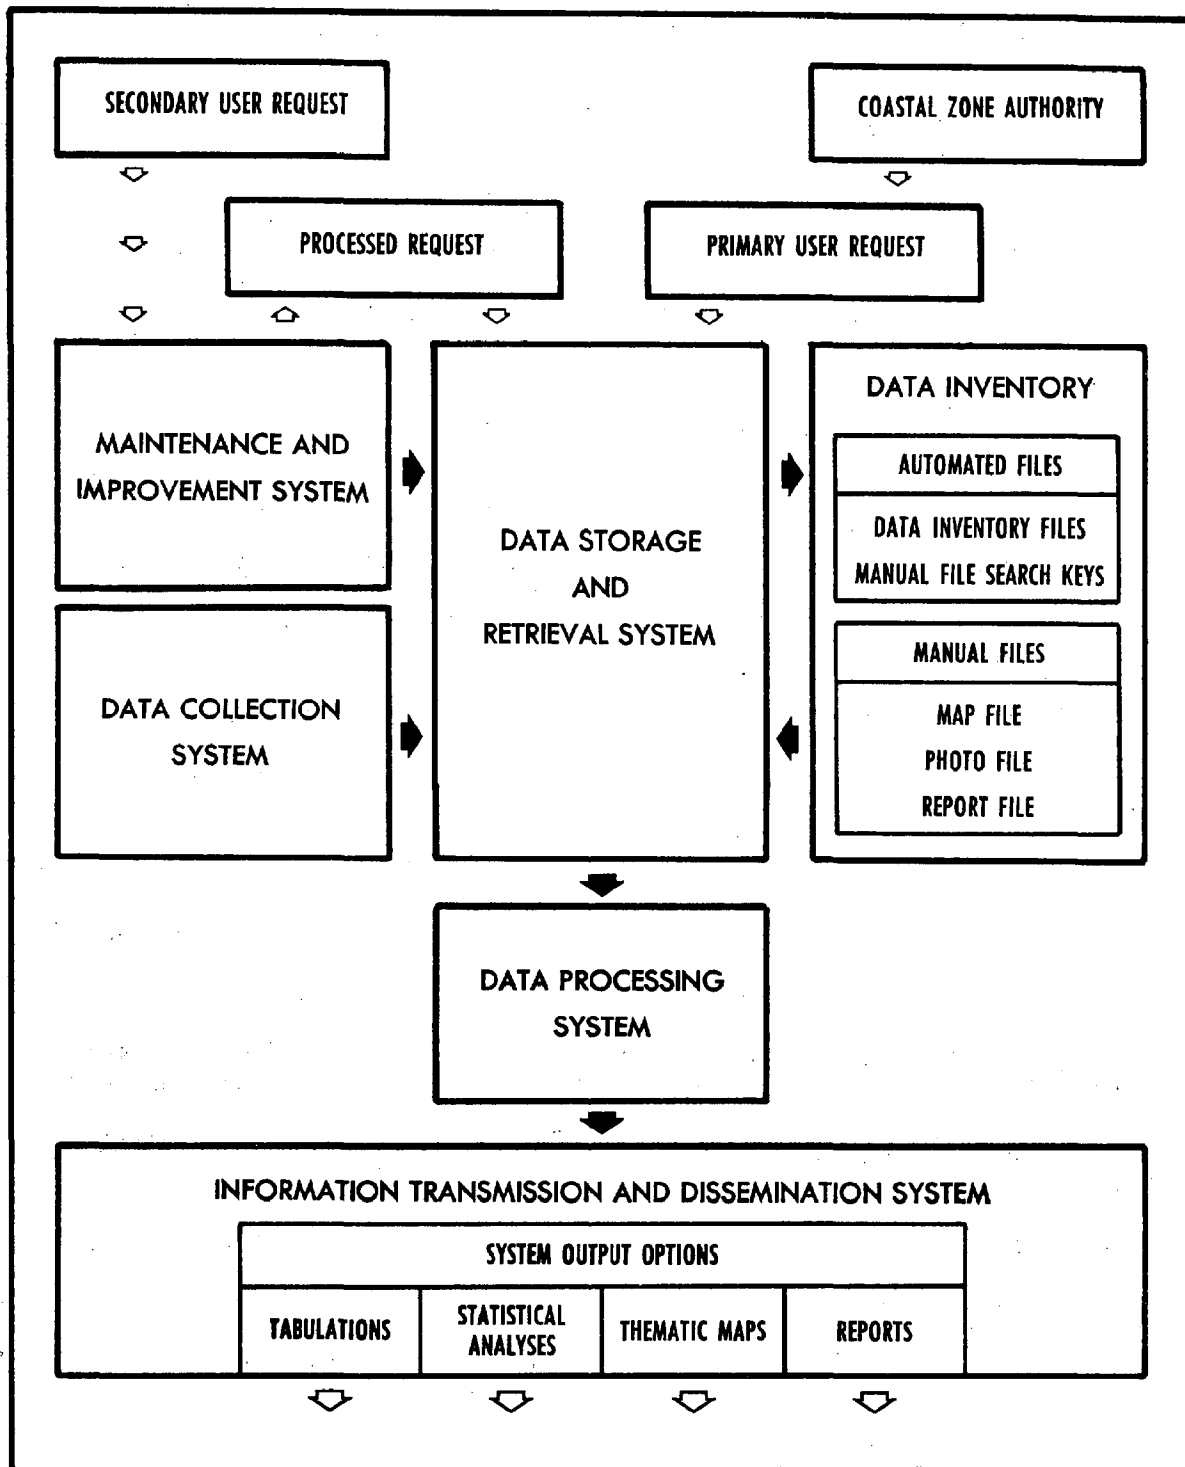 SECONDARY USER REQUEST
COASTAL ZONE AUTHORITY
PROCESSED REQUEST
PRIMARY USER REQUEST
MAINTENANCE AND
IMPROVEMENT SYSTEM
DATA COLLECTION
SYSTEM
DATA STORAGE
AND
RETRIEVAL SYSTEM
DATA INVENTORY
AUTOMATED FILES
DATA INVENTORY FILES
MANUAL FILE SEARCH KEYS
MANUAL FILES
MAP FILE
PHOTO FILE
REPORT FILE
DATA PROCESSING
SYSTEM
INFORMATION TRANSMISSION AND DISSEMINATION SYSTEM
SYSTEM OUTPUT OPTIONS
TABULATIONS
STATISTICAL
ANALYSES
THEMATIC MAPS
REPORTS